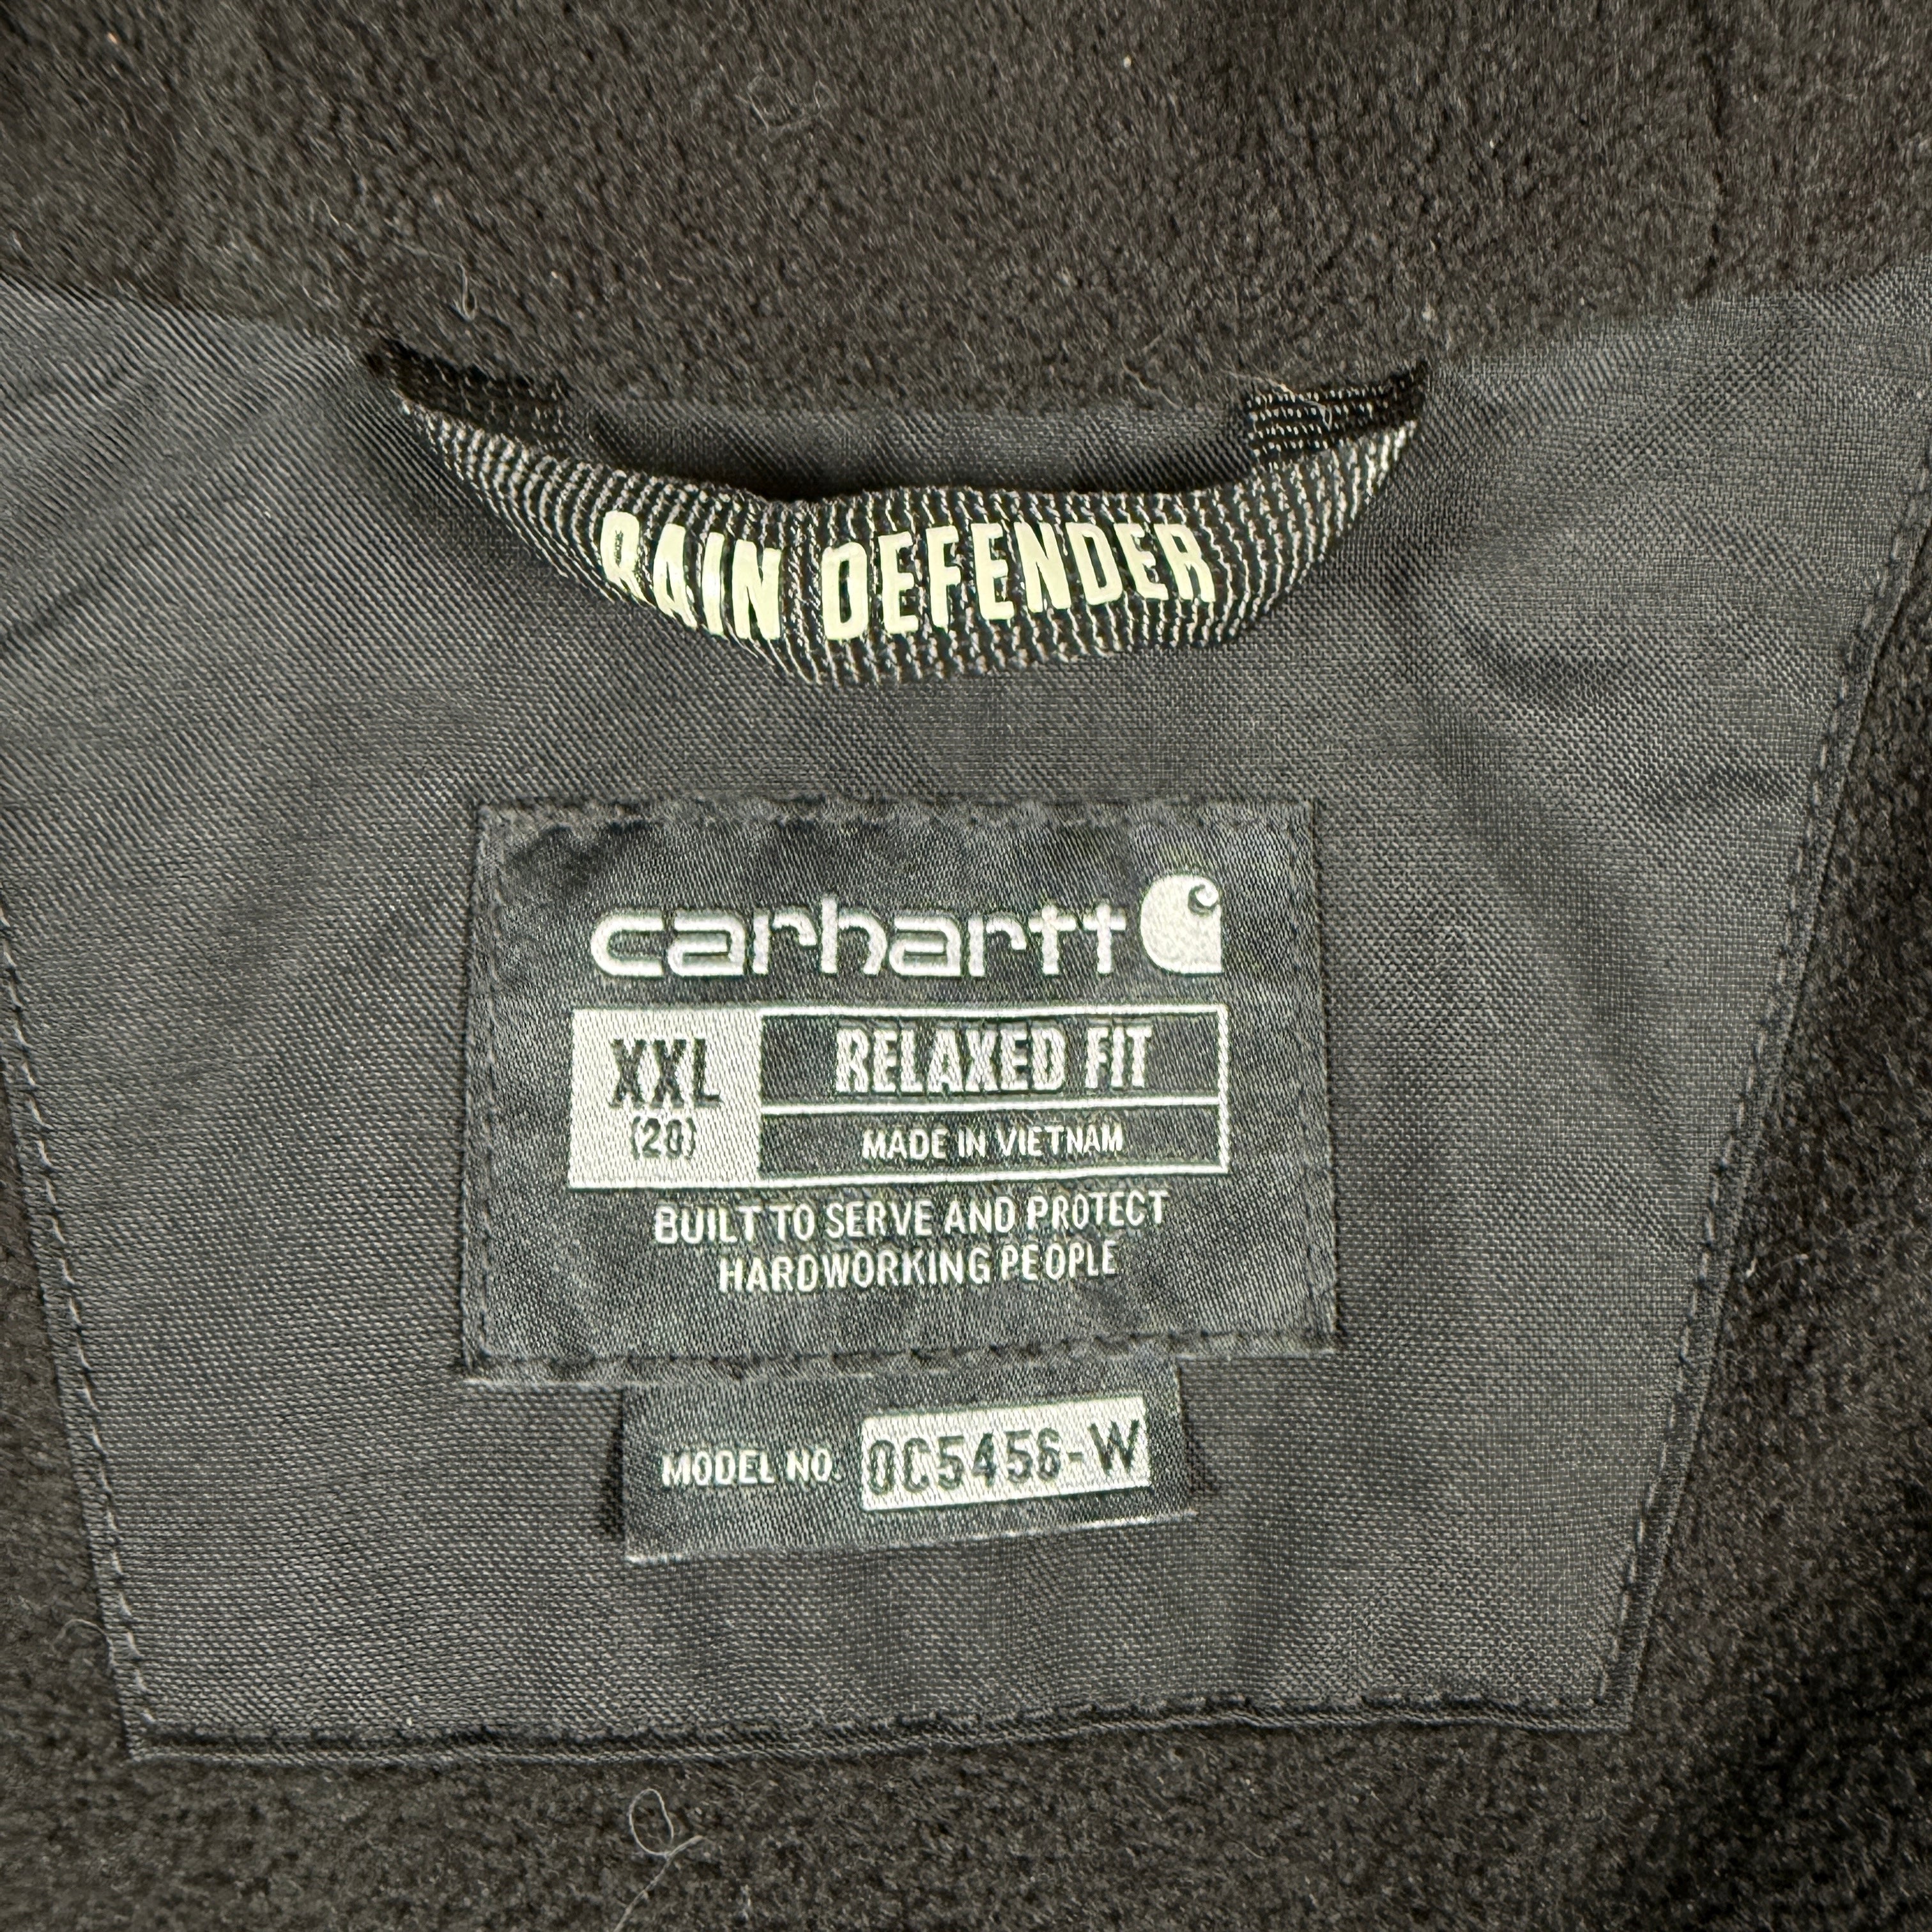 RAIN DEFENDER
carhartt
XXL
(20)
RELAXED FIT
MADE IN VIETNAM
BUILT TO SERVE AND PROTECT
HARDWORKING PEOPLE
MODEL NO. OC5456-W